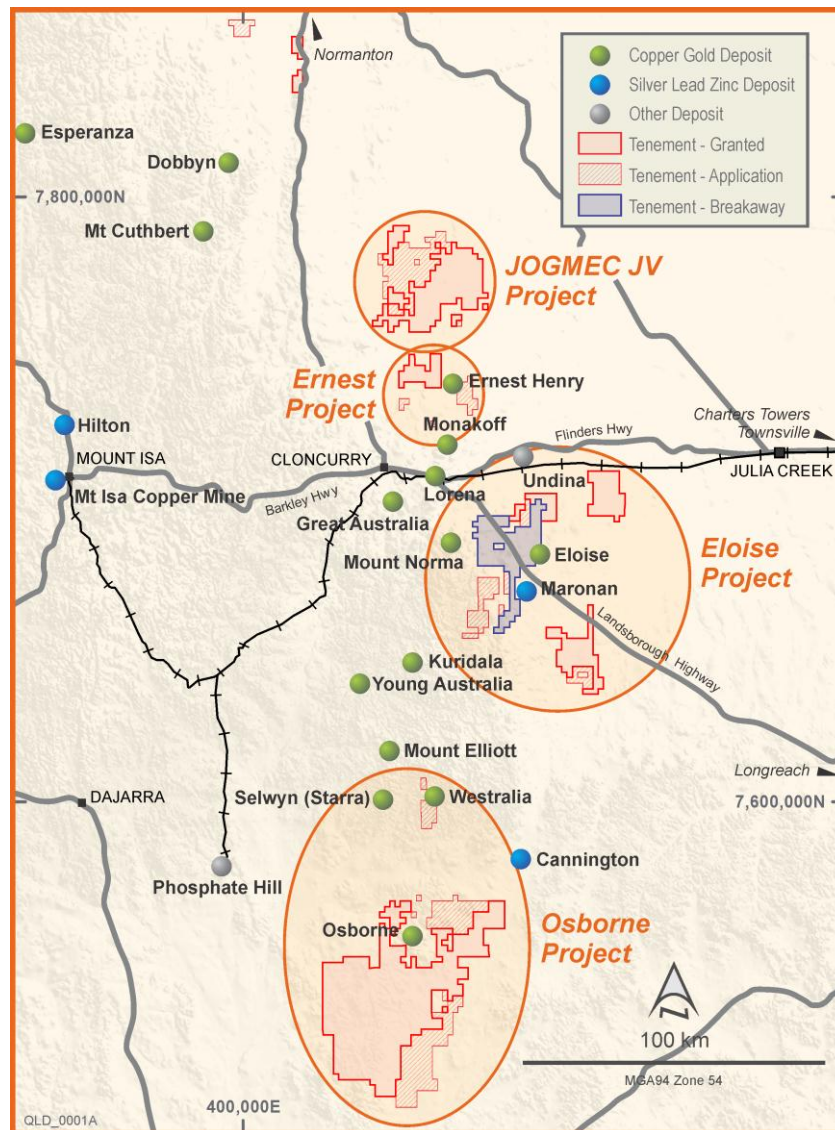 Normanton
Copper Gold Deposit
Silver Lead Zinc Deposit
Other Deposit
Tenement - Granted
Tenement - Application
Tenement - Breakaway
Esperanza
Dobbyn
7,800,000N
Mt Cuthbert
JOGMEC JV
Project
Ernest
Project
Ernest Henry
Monakoff
Hilton
Flinders Hwy
Charters Towers
Townsville
MOUNT ISA
CLONCURRY
Undina
JULIA CREEK
Mt Isa Copper Mine
Barkley Hwy
Lorena
Great Australia
Mount Norma
Eloise
Eloise
Project
Maronan
Landsborough Highway
Kuridala
Young Australia
Mount Elliott
Longreach
DAJARRA
Selwyn (Starra)
Westralia
7,600,000N
Cannington
Phosphate Hill
Osborne
Osborne
Project
N
100 km
MGA94 Zone 54
400,000E
QLD_0001A